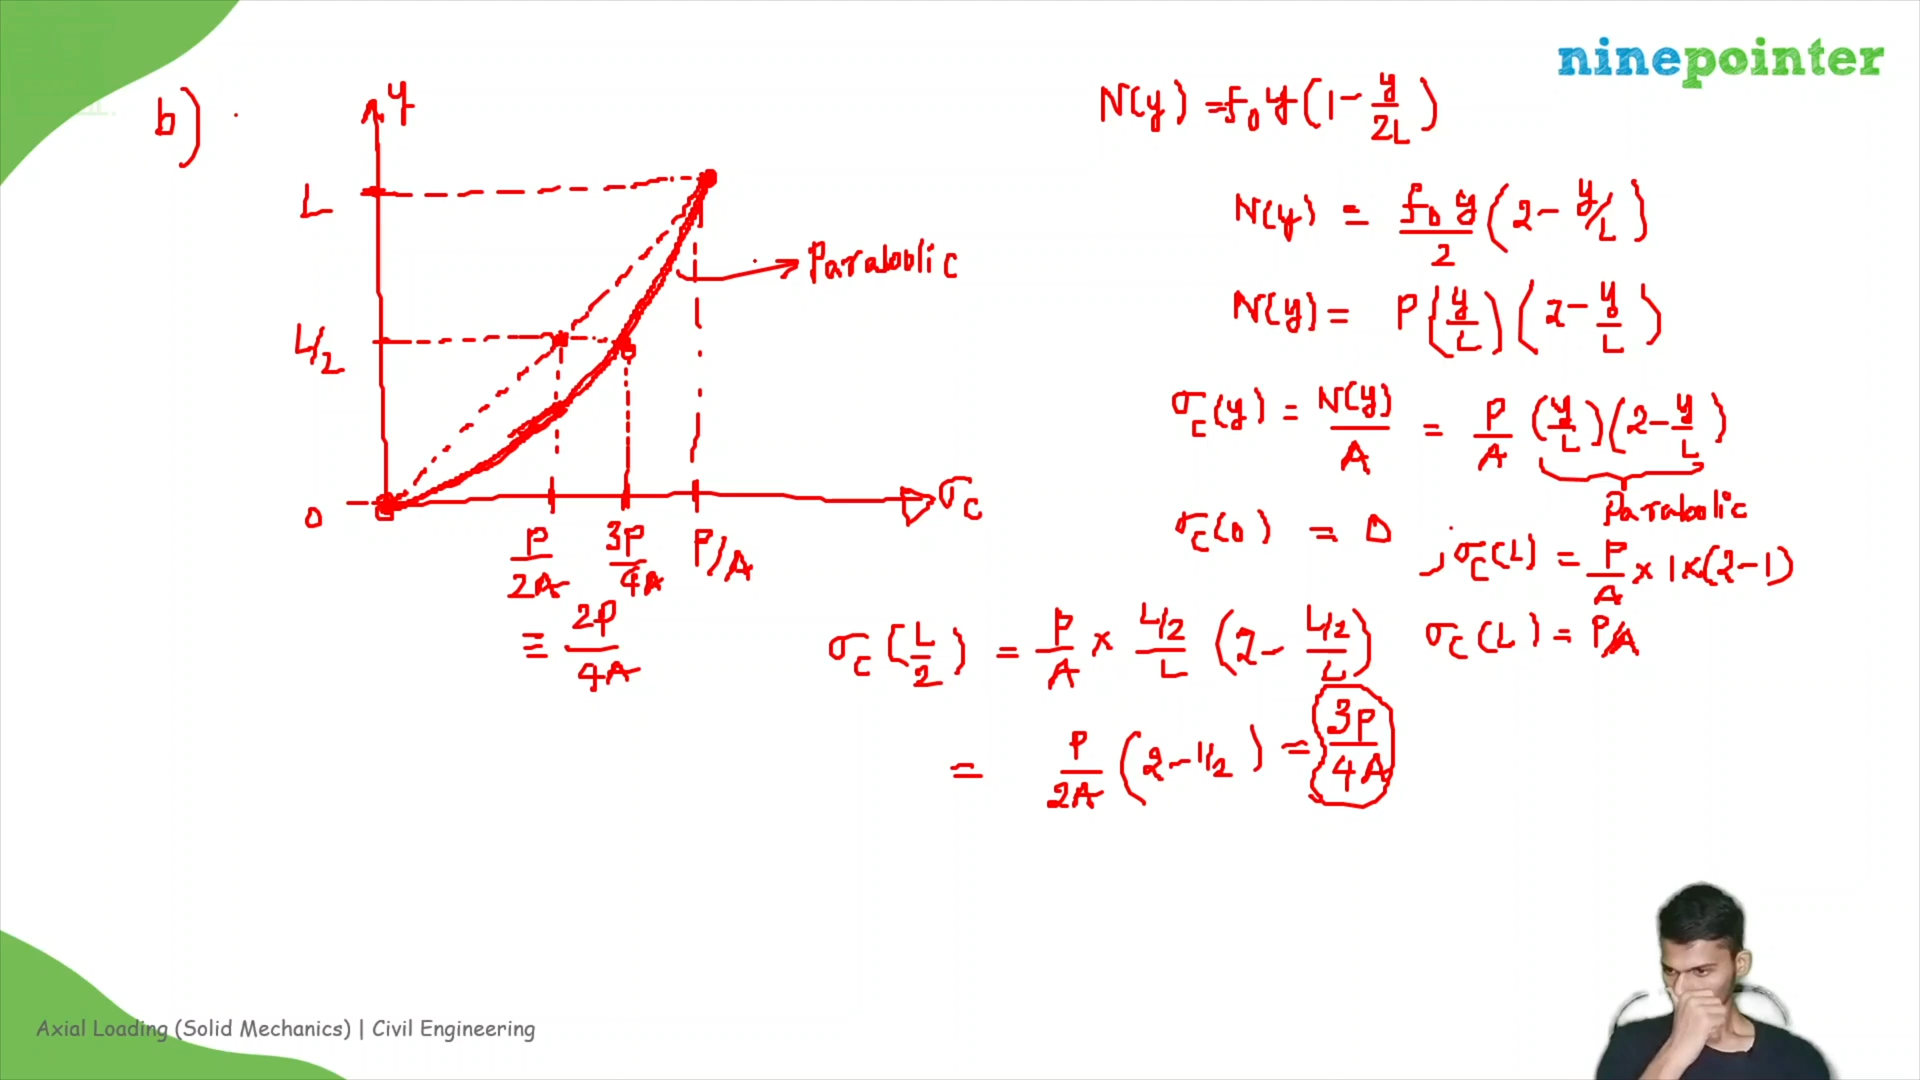 ninepointer
b)
y
L
L/2
0
Parabolic
σc
P/2A
3P/4A
P/A
≡ 2P/4A
N(y) = f0 y(1 - y/2L)
N(y) = f0 y/2 (2 - y/L)
N(y) = P(y/L)(2 - y/L)
σc(y) = N(y)/A = P/A (y/L)(2 - y/L)
Parabolic
σc(0) = 0 ; σc(L) = P/A × 1×(2-1)
σc(L) = P/A
σc(L/2) = P/A × L/2/L (2 - L/2/L)
= P/2A (2 - 1/2) = 3P/4A
Axial Loading (Solid Mechanics) | Civil Engineering